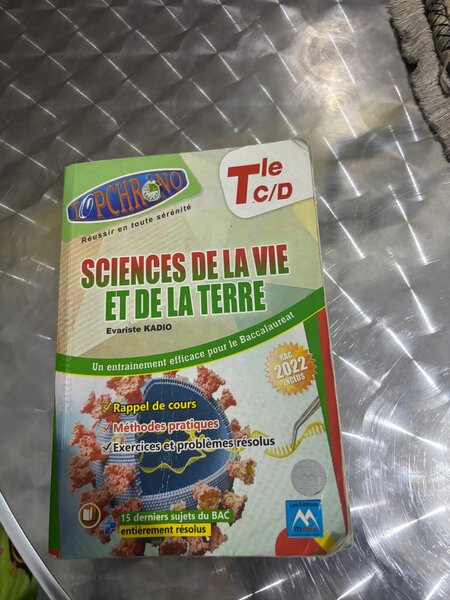 TOPCHRONO
Réussir en toute sérénité
Tle
C/D
SCIENCES DE LA VIE
ET DE LA TERRE
Evariste KADIO
Un entrainement efficace pour le Baccalauréat
BAC
2022
INCLUS
Rappel de cours
Méthodes pratiques
Exercices et problèmes résolus
15 derniers sujets du BAC
entièrement résolus
Les Editions